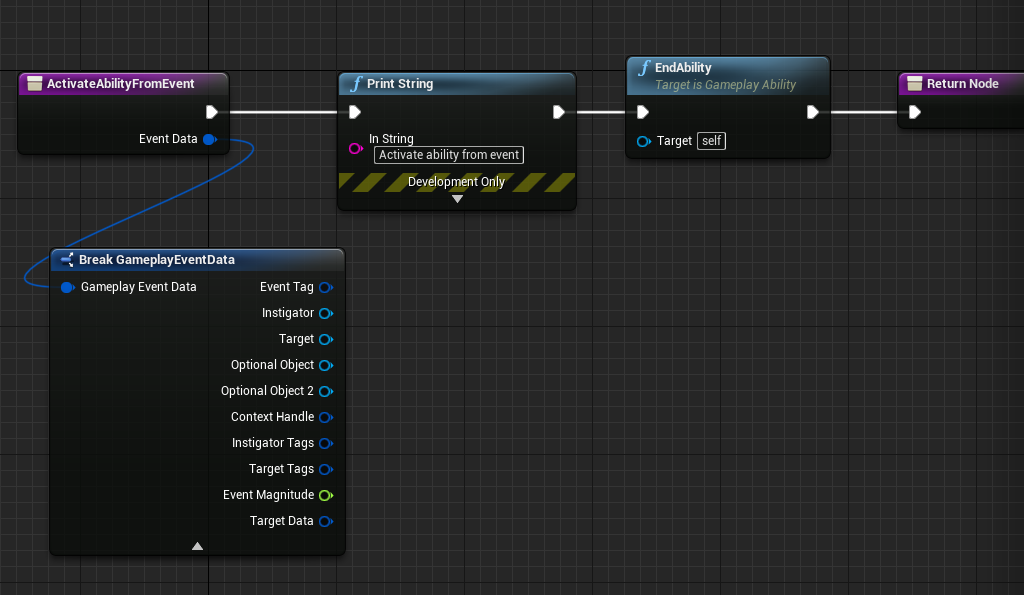 ActivateAbilityFromEvent
Event Data
Print String
In String
Activate ability from event
Development Only
EndAbility
Target is Gameplay Ability
Target self
Return Node
Break GameplayEventData
Gameplay Event Data
Event Tag
Instigator
Target
Optional Object
Optional Object 2
Context Handle
Instigator Tags
Target Tags
Event Magnitude
Target Data